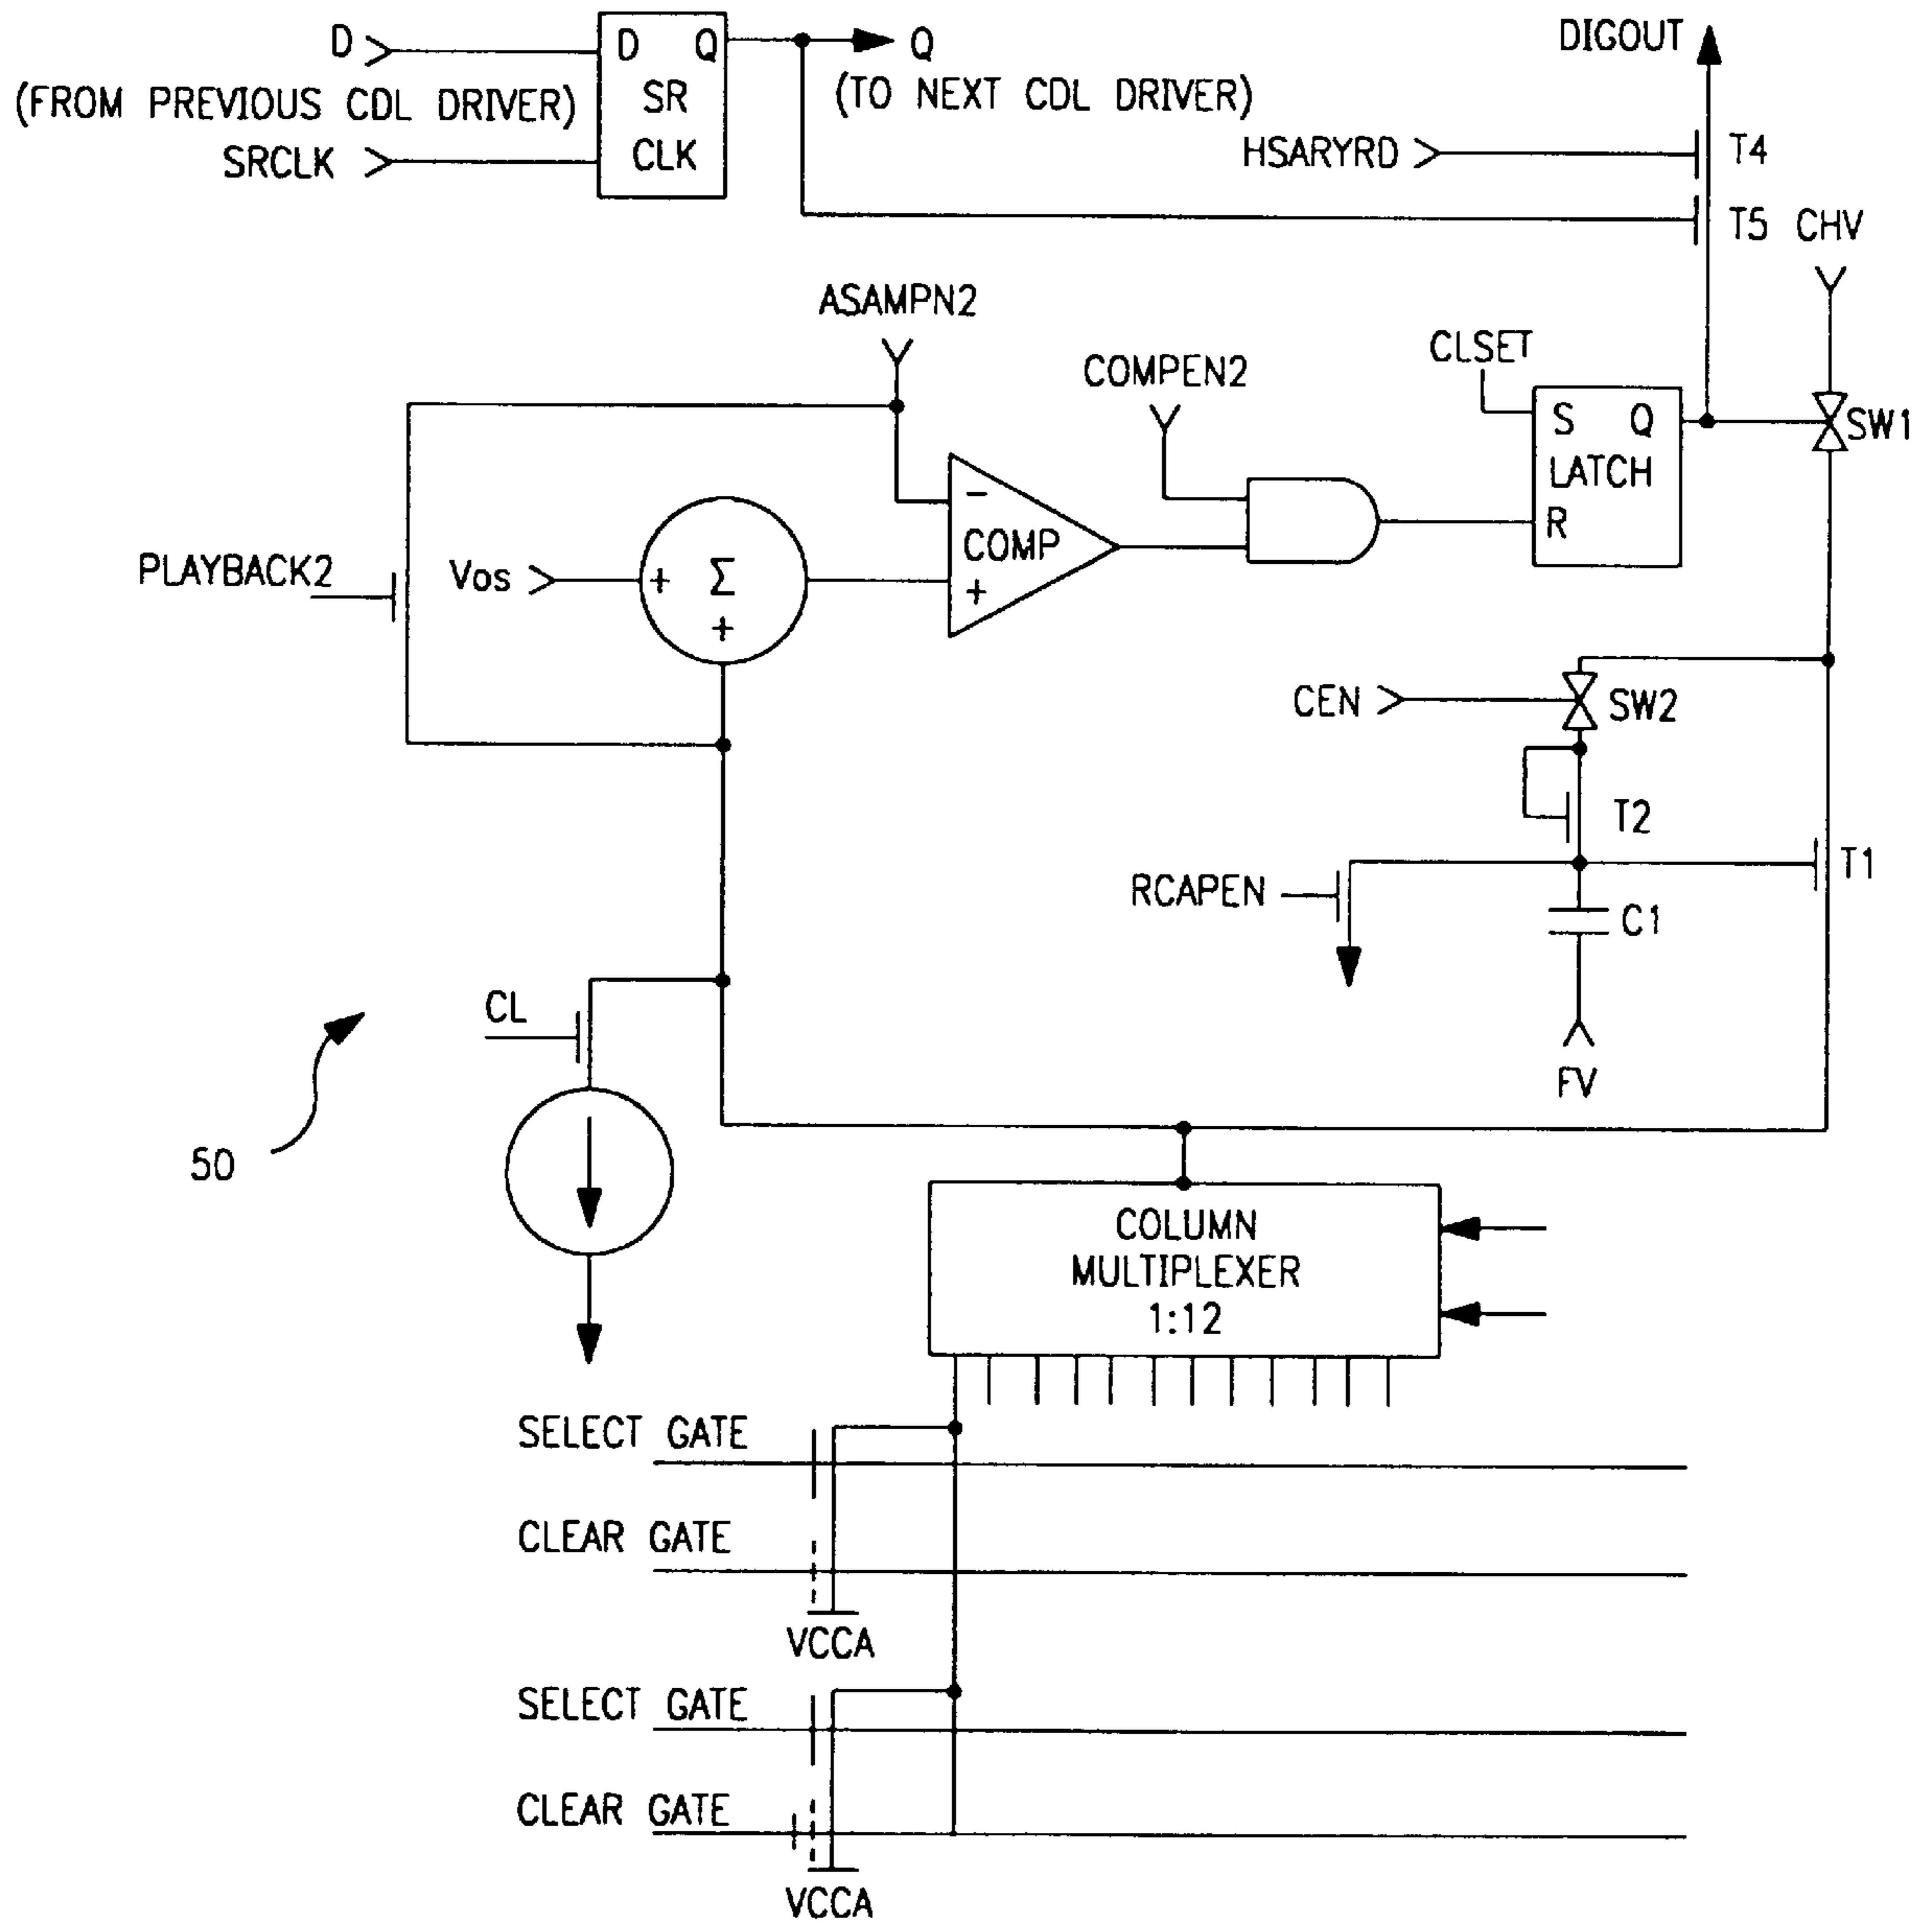 D
D Q
Q
(FROM PREVIOUS CDL DRIVER)
SR
(TO NEXT CDL DRIVER)
SRCLK
CLK
DIGOUT
HSARYRD
T4
T5
CHV
ASAMPN2
COMPEN2
CLSET
S Q
LATCH
R
SW1
PLAYBACK2
Vos
+ Σ
+
−
COMP
+
CEN
SW2
T2
T1
RCAPEN
C1
FV
CL
50
COLUMN
MULTIPLEXER
1:12
SELECT GATE
CLEAR GATE
VCCA
SELECT GATE
CLEAR GATE
VCCA